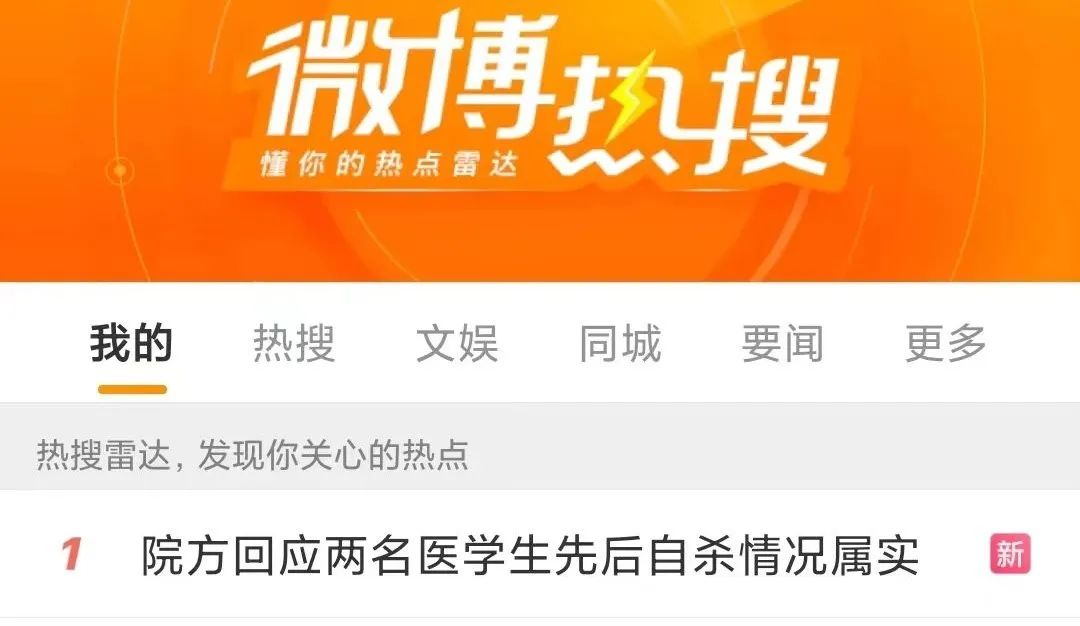 微博热搜
懂你的热点雷达
我的 热搜 文娱 同城 要闻 更多
热搜雷达，发现你关心的热点
1 院方回应两名医学生先后自杀情况属实 新